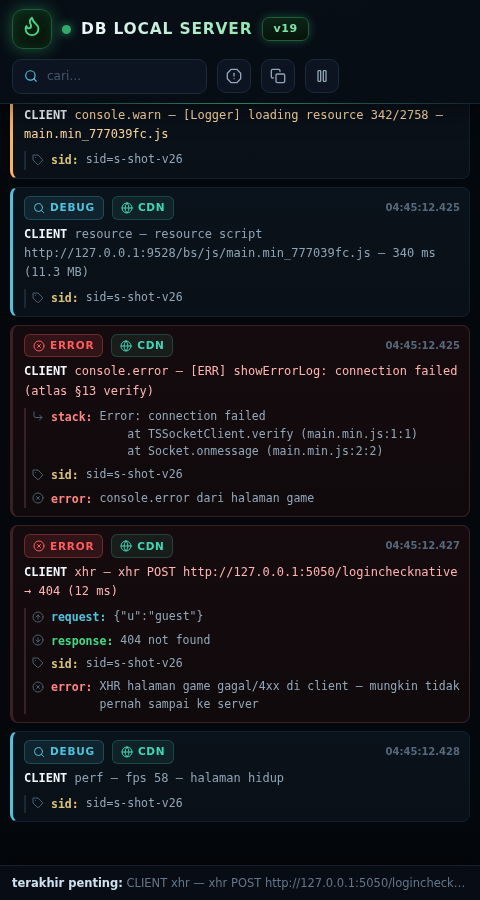 DB LOCAL SERVER v19
cari...
CLIENT console.warn — [Logger] loading resource 342/2758 —
main.min_777039fc.js
sid: sid=s-shot-v26
DEBUG CDN 04:45:12.425
CLIENT resource — resource script
http://127.0.0.1:9528/bs/js/main.min_777039fc.js — 340 ms
(11.3 MB)
sid: sid=s-shot-v26
ERROR CDN 04:45:12.425
CLIENT console.error — [ERR] showErrorLog: connection failed
(atlas §13 verify)
stack: Error: connection failed
at TSSocketClient.verify (main.min.js:1:1)
at Socket.onmessage (main.min.js:2:2)
sid: sid=s-shot-v26
error: console.error dari halaman game
ERROR CDN 04:45:12.427
CLIENT xhr — xhr POST http://127.0.0.1:5050/loginchecknative
→ 404 (12 ms)
request: {"u":"guest"}
response: 404 not found
sid: sid=s-shot-v26
error: XHR halaman game gagal/4xx di client — mungkin tidak
pernah sampai ke server
DEBUG CDN 04:45:12.428
CLIENT perf — fps 58 — halaman hidup
sid: sid=s-shot-v26
terakhir penting: CLIENT xhr — xhr POST http://127.0.0.1:5050/logincheck...